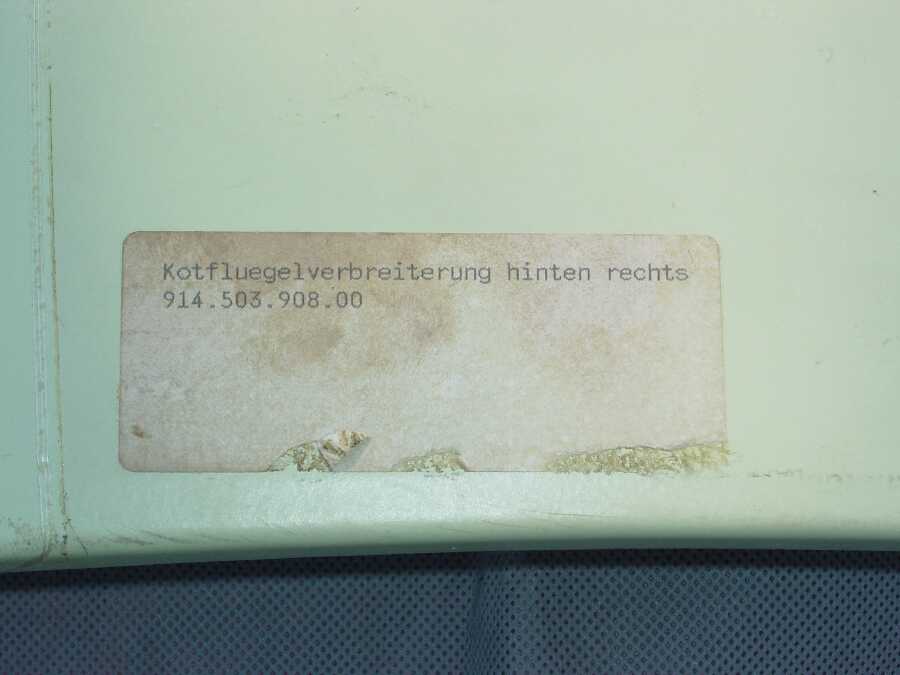 Kotfluegelverbreiterung hinten rechts
914.503.908.00